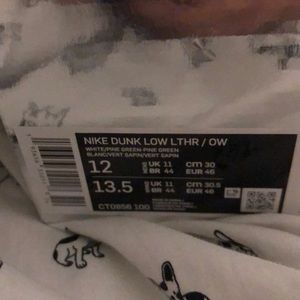 NIKE DUNK LOW LTHR / OW
WHITE/PINE GREEN-PINE GREEN
BLANC/VERT SAPIN/VERT SAPIN
12 UK 11 cm 30
BR 44 EUR 46
13.5 UK 11 cm 30.5
BR 44 EUR 46
CT0856 100